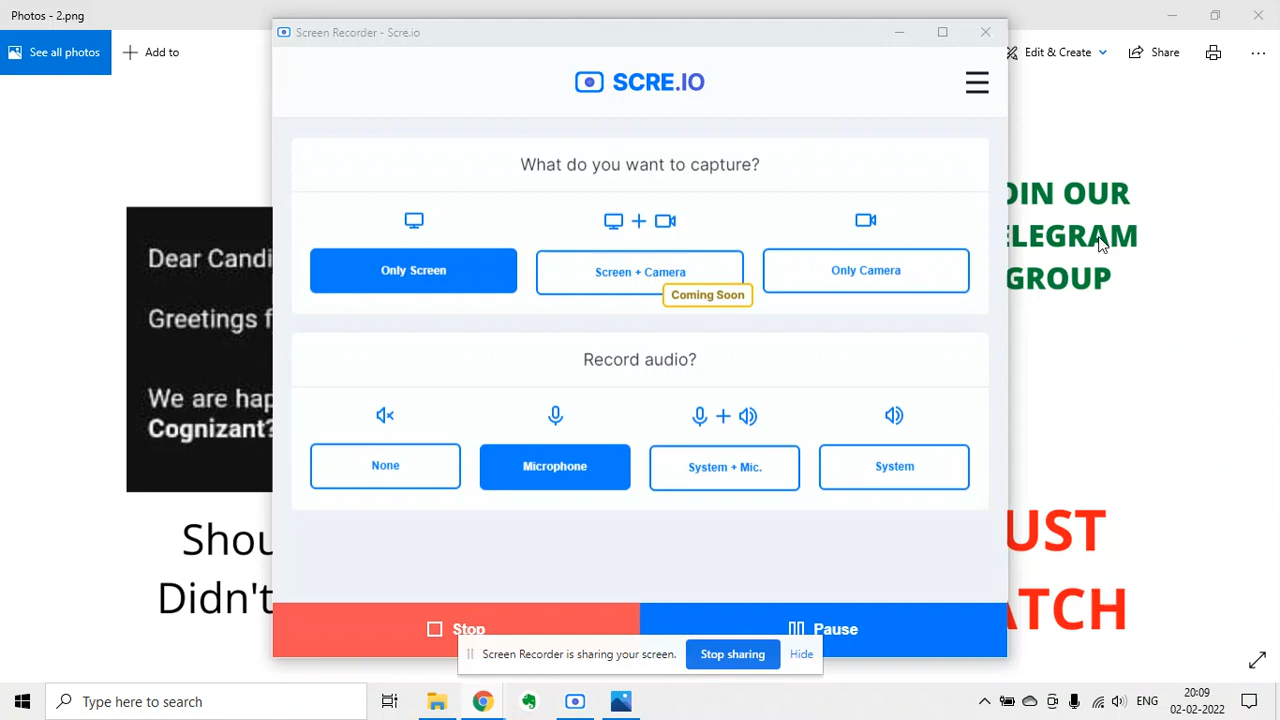 Photos - 2.png
See all photos
Add to
Edit & Create
Share
Screen Recorder - Scre.io
SCRE.IO
What do you want to capture?
Only Screen
Screen + Camera
Coming Soon
Only Camera
Record audio?
None
Microphone
System + Mic.
System
Stop
Pause
Screen Recorder is sharing your screen.
Stop sharing
Hide
Dear Candi
Greetings f
We are hap
Cognizant?
Shou
Didn't
OIN OUR
ELEGRAM
GROUP
UST
ATCH
Type here to search
ENG
20:09
02-02-2022